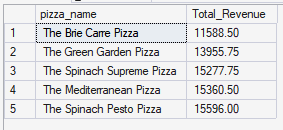 pizza_name Total_Revenue
1 The Brie Carre Pizza 11588.50
2 The Green Garden Pizza 13955.75
3 The Spinach Supreme Pizza 15277.75
4 The Mediterranean Pizza 15360.50
5 The Spinach Pesto Pizza 15596.00